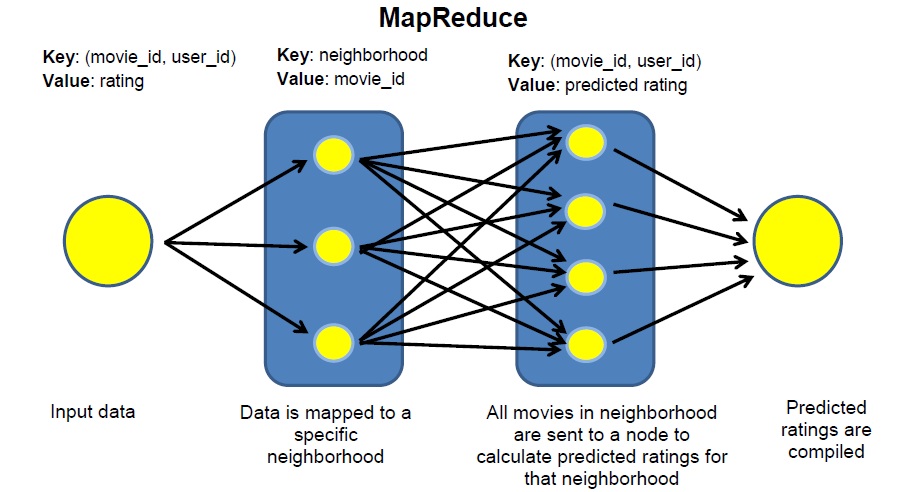 MapReduce
Key: (movie_id, user_id)
Value: rating
Key: neighborhood
Value: movie_id
Key: (movie_id, user_id)
Value: predicted rating
Input data
Data is mapped to a
specific
neighborhood
All movies in neighborhood
are sent to a node to
calculate predicted ratings for
that neighborhood
Predicted
ratings are
compiled